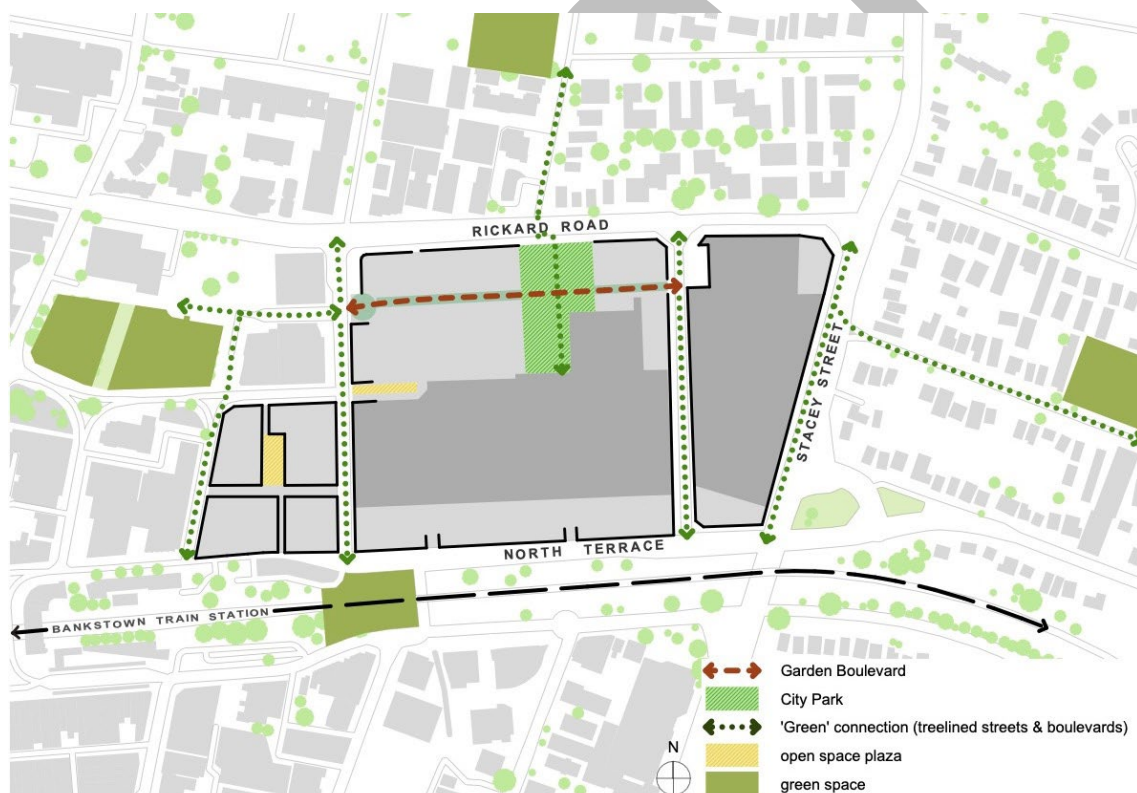 RICKARD ROAD
STACEY STREET
NORTH TERRACE
BANKSTOWN TRAIN STATION
Garden Boulevard
City Park
'Green' connection (treelined streets & boulevards)
N
open space plaza
green space